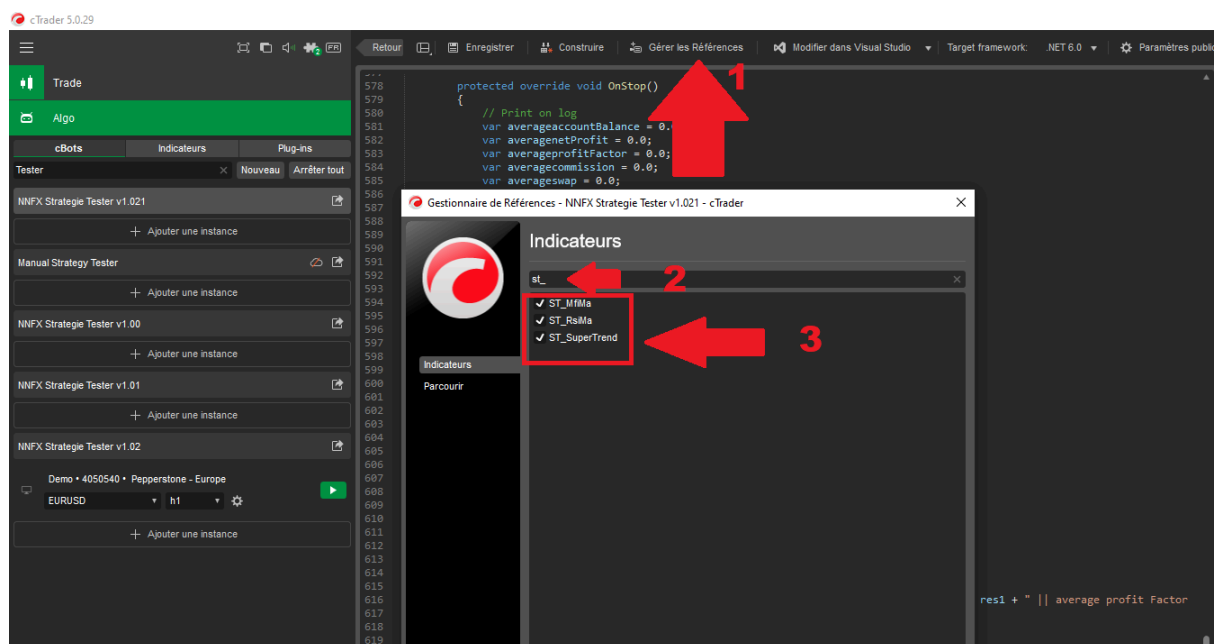 cTrader 5.0.29
FR
Retour
Enregistrer
Construire
Gérer les Références
Modifier dans Visual Studio
Target framework:
.NET 6.0
Paramètres public
1
Trade
Algo
cBots
Indicateurs
Plug-ins
Tester
Nouveau
Arrêter tout
NNFX Strategie Tester v1.021
+ Ajouter une instance
Manual Strategy Tester
+ Ajouter une instance
NNFX Strategie Tester v1.00
+ Ajouter une instance
NNFX Strategie Tester v1.01
+ Ajouter une instance
NNFX Strategie Tester v1.02
Demo • 4050540 • Pepperstone - Europe
EURUSD
h1
+ Ajouter une instance
578 protected override void OnStop()
579 {
580 // Print on log
581 var averageaccountBalance = 0.
582 var averagenetProfit = 0.0;
583 var averageprofitFactor = 0.0;
584 var averagecommission = 0.0;
585 var averageswap = 0.0;
586
587
588
589
590
591
592
593
594
595
596
597
598
599
600
601
602
603
604
605
606
607
608
609
610
611
612
613
614
615
616 res1 + " || average profit Factor
617
618
619
Gestionnaire de Références - NNFX Strategie Tester v1.021 - cTrader
Indicateurs
st_
2
ST_MfiMa
ST_RsiMa
ST_SuperTrend
3
Indicateurs
Parcourir